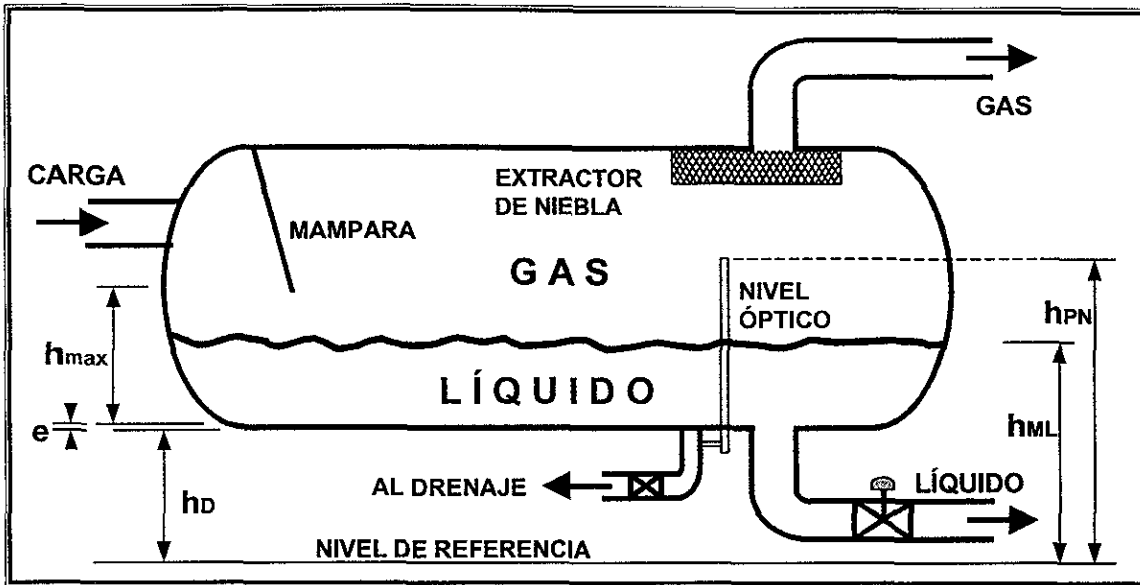 GAS
CARGA
EXTRACTOR
DE NIEBLA
MAMPARA
GAS
NIVEL
ÓPTICO
hPN
hmax
LÍQUIDO
hML
e
hD
AL DRENAJE
LÍQUIDO
NIVEL DE REFERENCIA